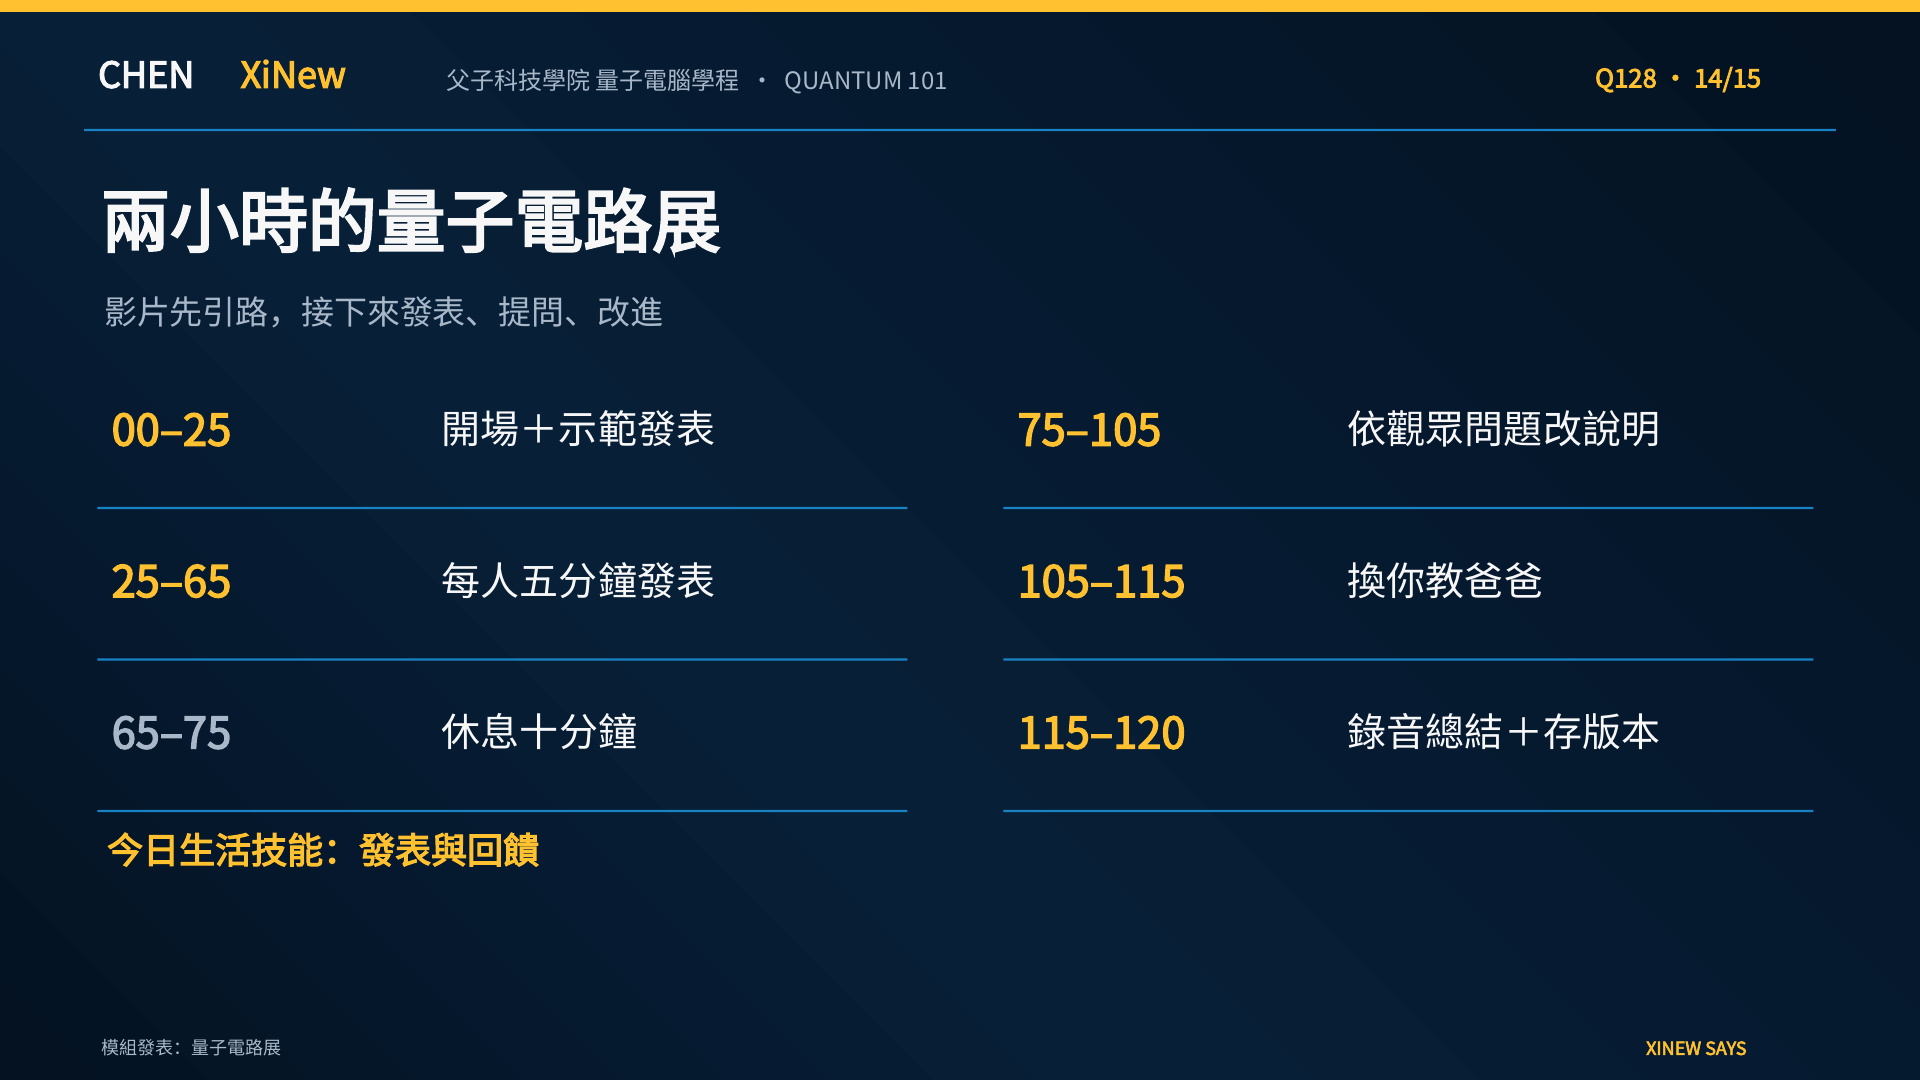 CHEN XiNew 父子科技學院 量子電腦學程 · QUANTUM 101 Q128 · 14/15
兩小時的量子電路展
影片先引路，接下來發表、提問、改進
00–25 開場＋示範發表
25–65 每人五分鐘發表
65–75 休息十分鐘
75–105 依觀眾問題改說明
105–115 換你教爸爸
115–120 錄音總結＋存版本
今日生活技能：發表與回饋
模組發表：量子電路展 XINEW SAYS